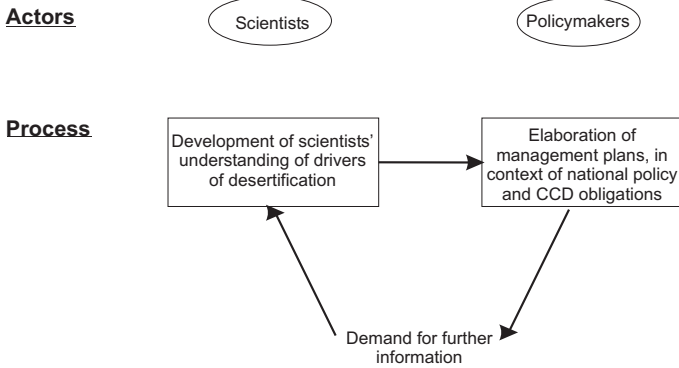 Actors
Scientists
Policymakers
Process
Development of scientists'
understanding of drivers
of desertification
Elaboration of
management plans, in
context of national policy
and CCD obligations
Demand for further
information